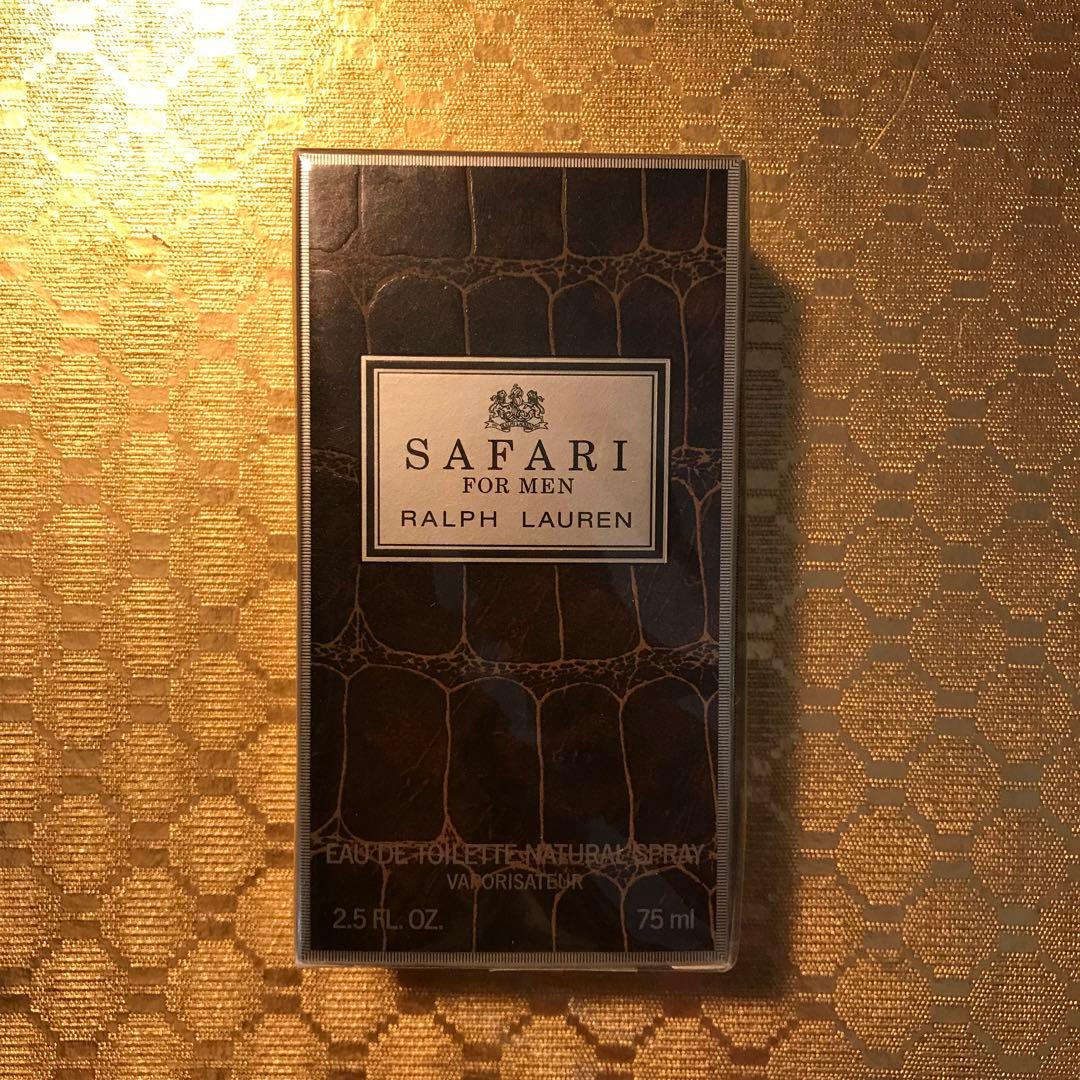 SAFARI
FOR MEN
RALPH LAUREN
EAU DE TOILETTE NATURAL SPRAY
VAPORISATEUR
2.5 FL. OZ. 75 ml